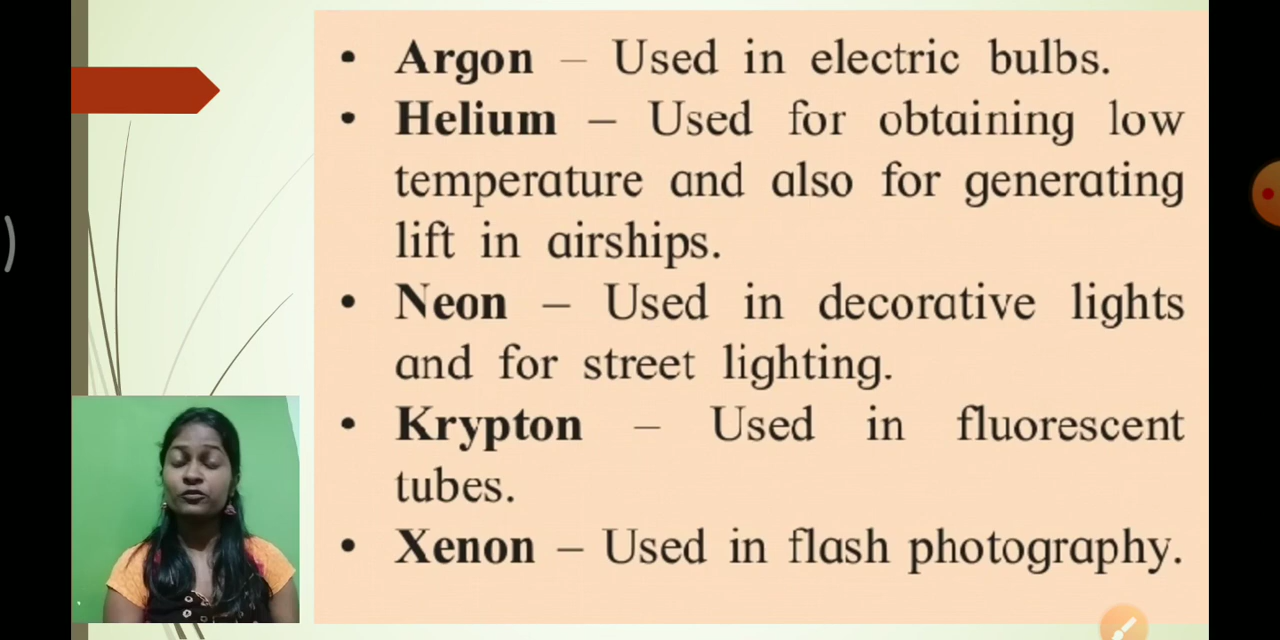 • Argon – Used in electric bulbs.
• Helium – Used for obtaining low
temperature and also for generating
lift in airships.
• Neon – Used in decorative lights
and for street lighting.
• Krypton – Used in fluorescent
tubes.
• Xenon – Used in flash photography.